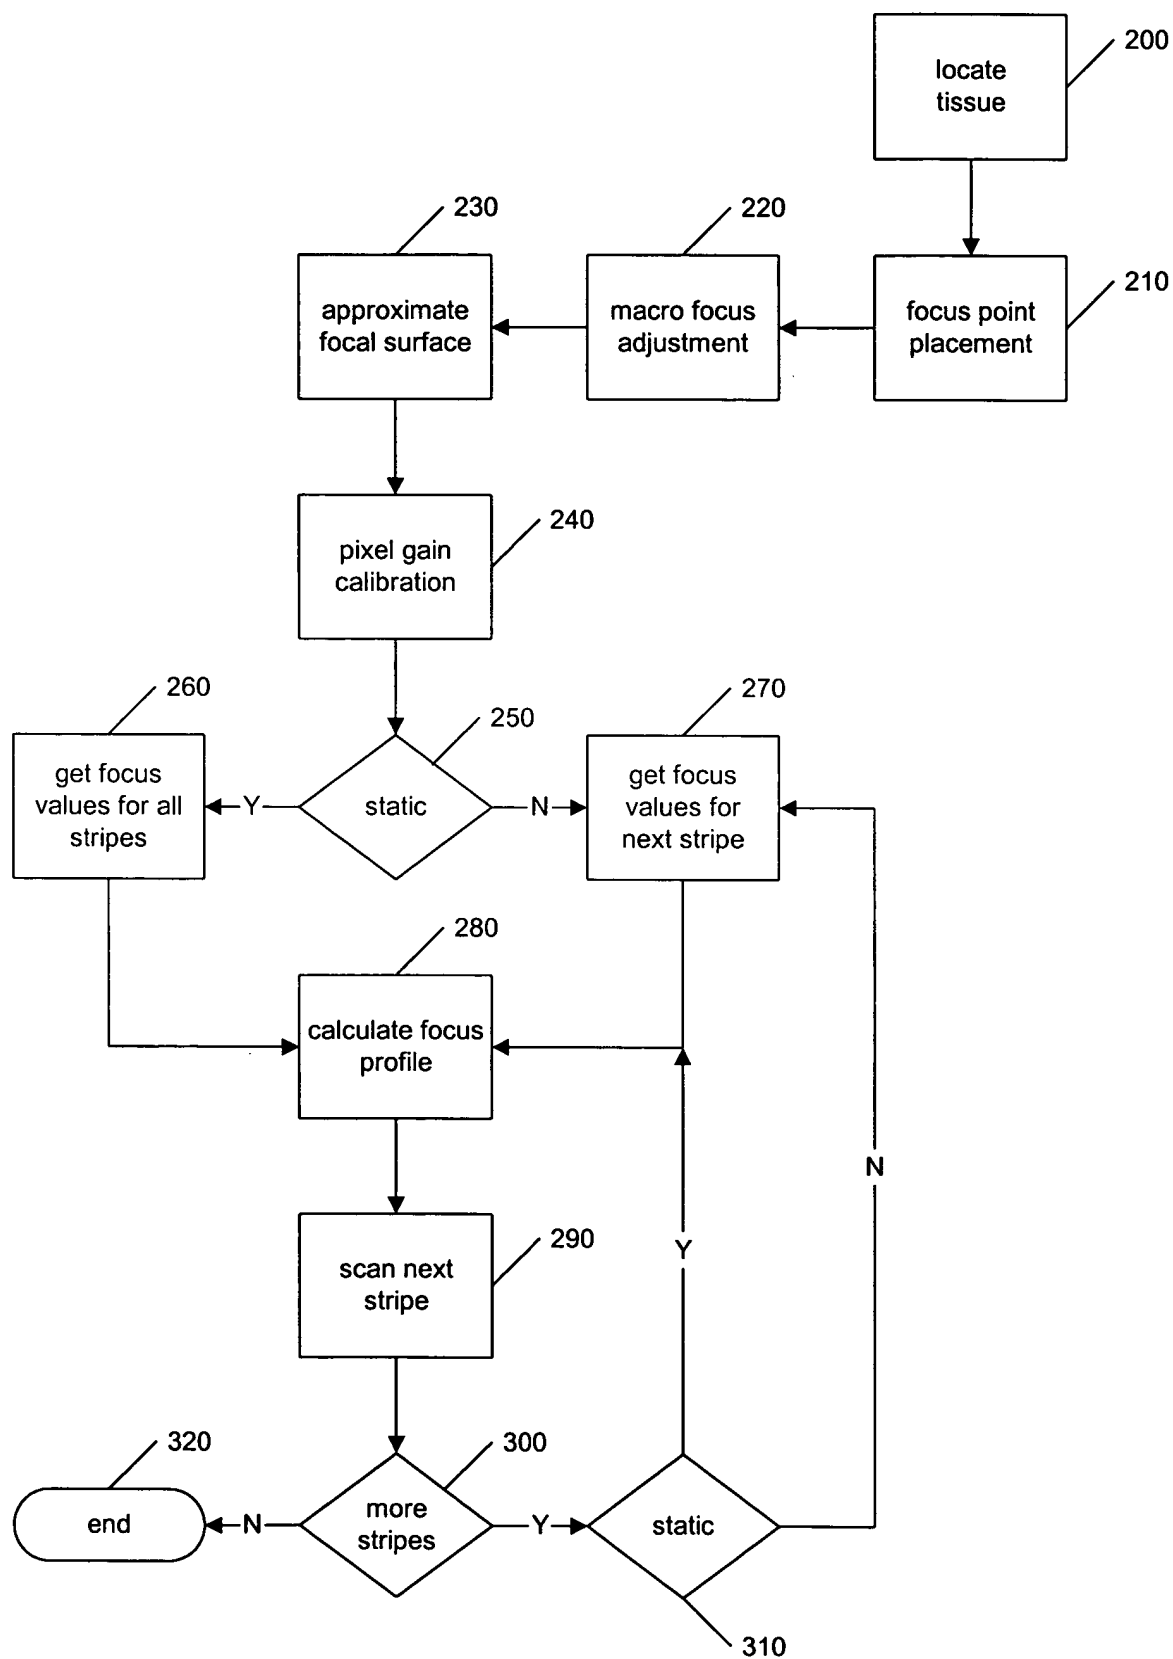 200
locate
tissue
230
220
210
approximate
focal surface
macro focus
adjustment
focus point
placement
240
pixel gain
calibration
260
250
270
get focus
values for all
stripes
Y
static
N
get focus
values for
next stripe
280
calculate focus
profile
N
290
Y
scan next
stripe
320
300
end
N
more
stripes
Y
static
310